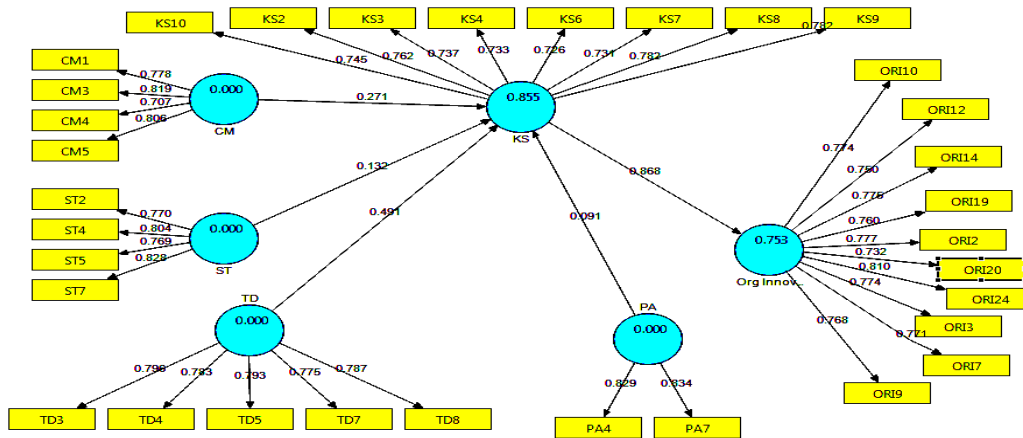 KS10 KS2 KS3 KS4 KS6 KS7 KS8 KS9
0.745 0.762 0.737 0.733 0.726 0.731 0.782 0.782
CM1
CM3
CM4
CM5
0.778
0.819
0.707
0.806
0.000
CM
0.271
0.855
KS
ST2
ST4
ST5
ST7
0.770
0.804
0.769
0.828
0.000
ST
0.132
0.491
0.091
0.868
TD
0.000
0.796 0.783 0.793 0.775 0.787
TD3 TD4 TD5 TD7 TD8
PA
0.000
0.829 0.834
PA4 PA7
0.753
Org Innov...
0.774
0.750
0.775
0.760
0.777
0.732
0.810
0.774
0.771
0.768
ORI10
ORI12
ORI14
ORI19
ORI2
ORI20
ORI24
ORI3
ORI7
ORI9